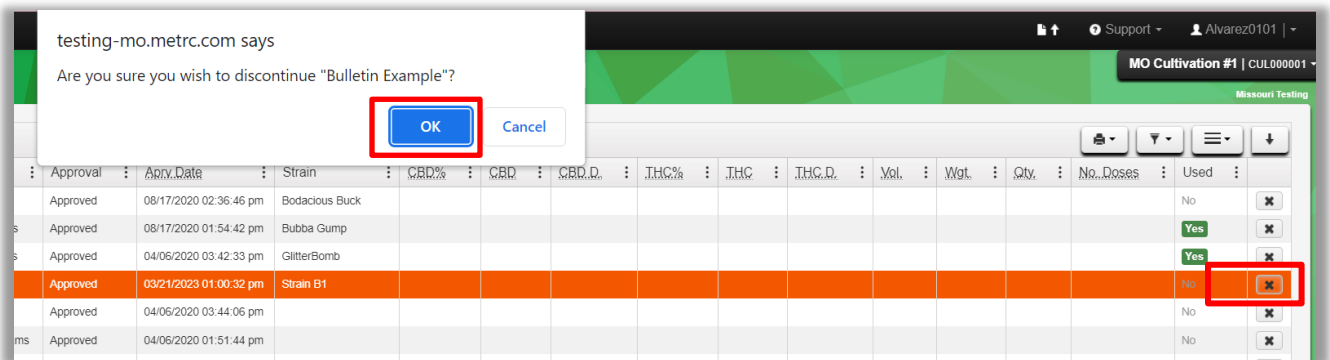 testing-mo.metrc.com says
Are you sure you wish to discontinue "Bulletin Example"?
OK Cancel
Support Alvarez0101 |
MO Cultivation #1 | CUL000001
Missouri Testing
Approval Aprv.Date Strain CBD% CBD CBD.D. THC% THC THC.D. Vol. Wgt. Qty. No. Doses Used
Approved 08/17/2020 02:36:46 pm Bodacious Buck No
s Approved 08/17/2020 01:54:42 pm Bubba Gump Yes
s Approved 04/06/2020 03:42:33 pm GlitterBomb Yes
Approved 03/21/2023 01:00:32 pm Strain B1 No
Approved 04/06/2020 03:44:06 pm No
ms Approved 04/06/2020 01:51:44 pm No